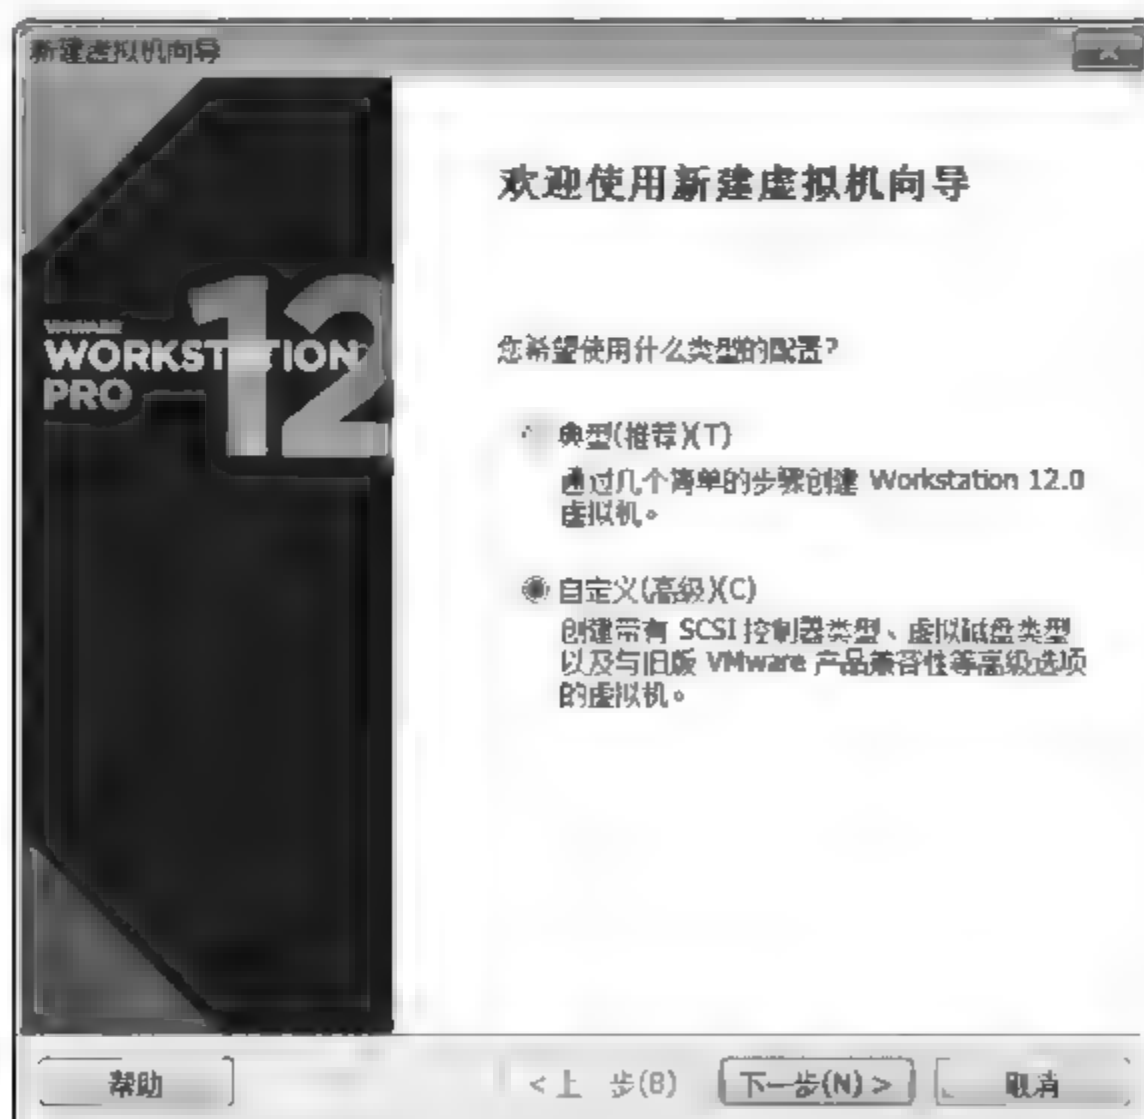 新建虚拟机向导
VMWARE
WORKSTATION 12
PRO
欢迎使用新建虚拟机向导
您希望使用什么类型的配置?
典型(推荐)(T)
通过几个简单的步骤创建 Workstation 12.0
虚拟机。
自定义(高级)(C)
创建带有 SCSI 控制器类型、虚拟磁盘类型
以及与旧版 VMware 产品兼容性等高级选项
的虚拟机。
帮助
<上一步(B)
下一步(N) >
取消